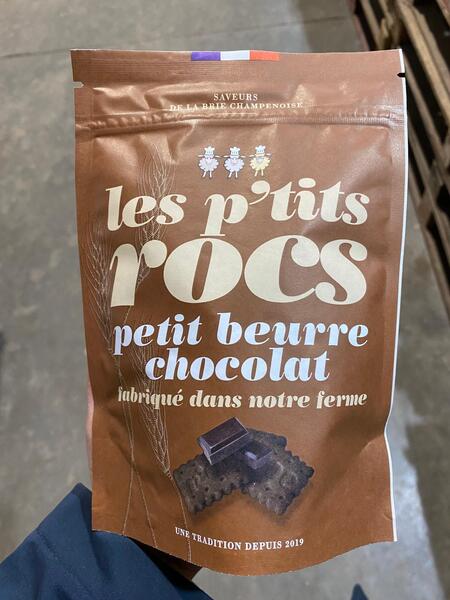 SAVEURS
DE LA BRIE CHAMPENOISE
les p'tits
rocs
petit beurre
chocolat
fabriqué dans notre ferme
UNE TRADITION DEPUIS 2019